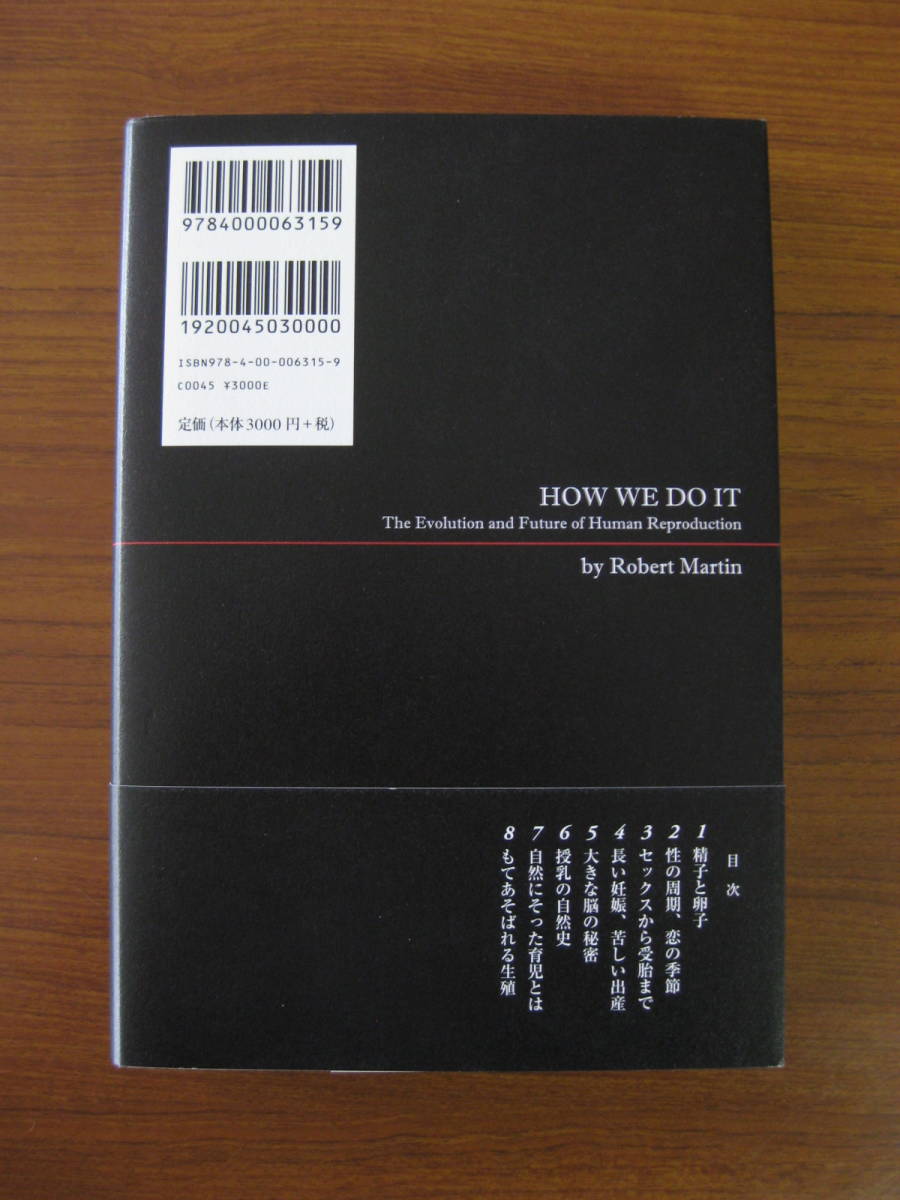 9784000063159
1920045030000
ISBN978-4-00-006315-9
C0045 ¥3000E
定価(本体3000円+税)
HOW WE DO IT
The Evolution and Future of Human Reproduction
by Robert Martin
目次
1 精子と卵子
2 性の周期、恋の季節
3 セックスから受胎まで
4 長い妊娠、苦しい出産
5 大きな脳の秘密
6 授乳の自然史
7 自然にそった育児とは
8 もてあそばれる生殖